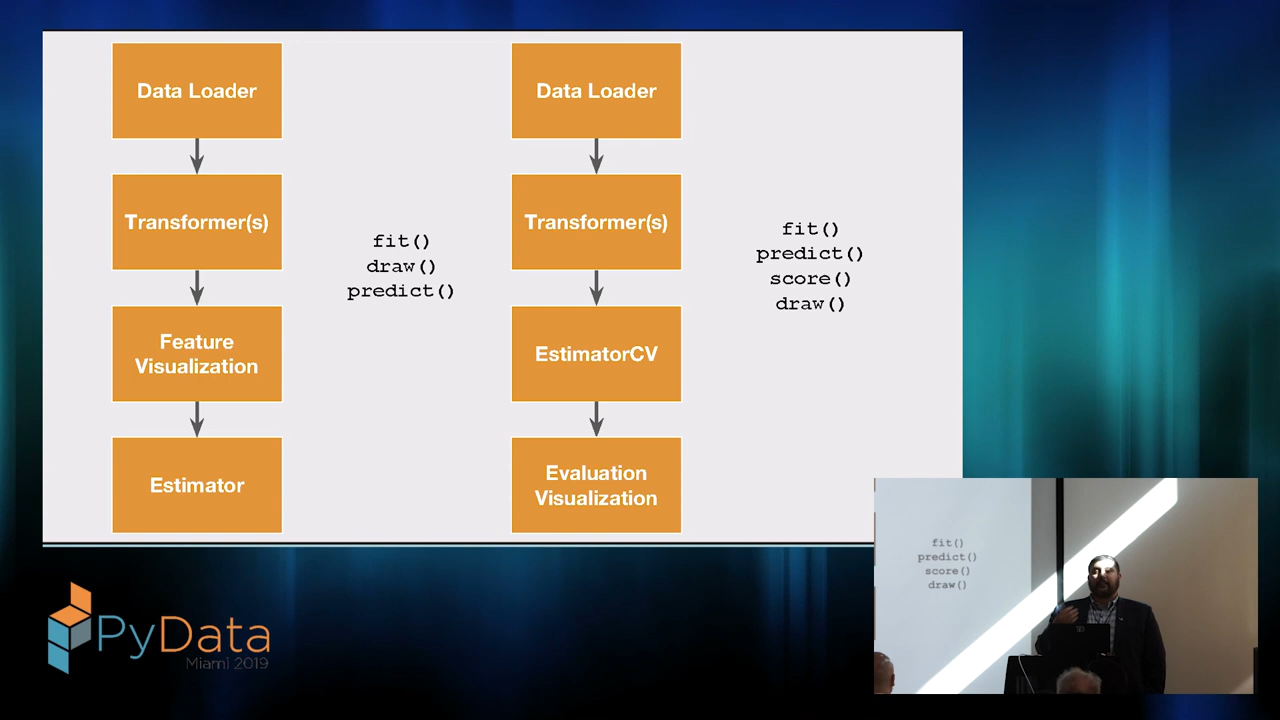 Data Loader
Transformer(s)
Feature
Visualization
Estimator
fit()
draw()
predict()
Data Loader
Transformer(s)
EstimatorCV
Evaluation
Visualization
fit()
predict()
score()
draw()
fit()
predict()
score()
draw()
PyData
Miami 2019